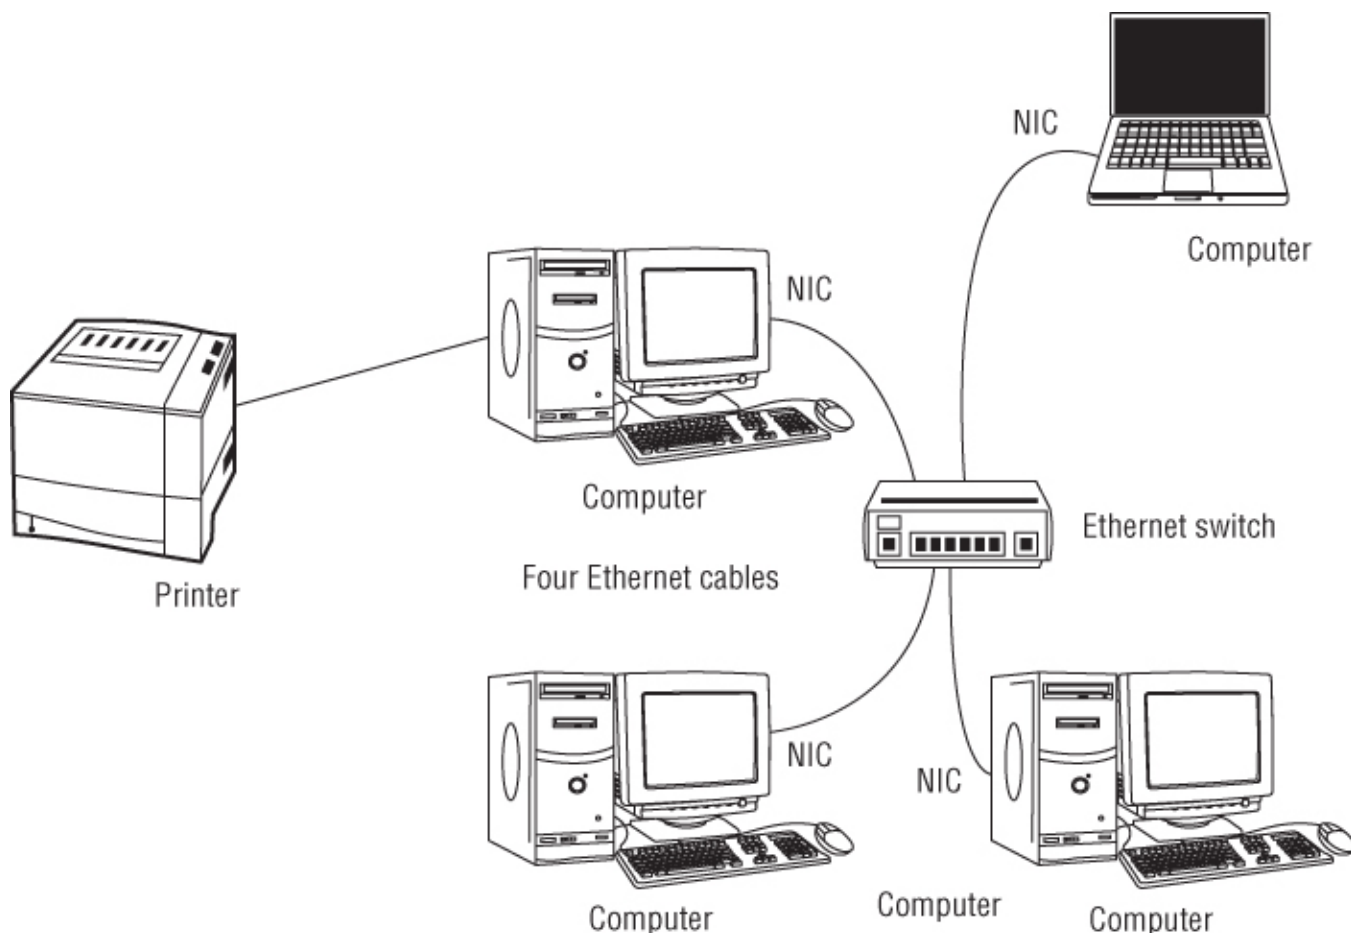 NIC
Computer
NIC
Computer
Ethernet switch
Four Ethernet cables
Printer
NIC
NIC
Computer
Computer
Computer